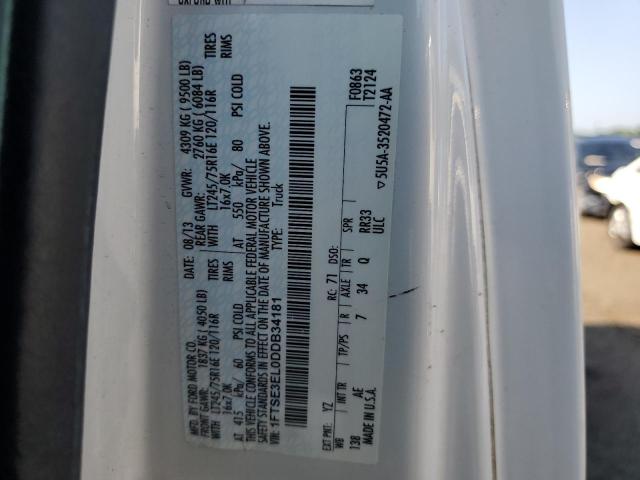 MFD. BY FORD MOTOR CO.
DATE: 08/13 GVWR: 4309 KG ( 9500 LB)
FRONT GAWR: 1837 KG ( 4050 LB) REAR GAWR: 2760 KG ( 6084 LB)
WITH LT245/75R16E 120/116R TIRES WITH LT245/75R16E 120/116R TIRES
16x7.0K RIMS 16x7.0K RIMS
AT 415 kPa/ 60 PSI COLD AT 550 kPa/ 80 PSI COLD
THIS VEHICLE CONFORMS TO ALL APPLICABLE FEDERAL MOTOR VEHICLE
SAFETY STANDARDS IN EFFECT ON THE DATE OF MANUFACTURE SHOWN ABOVE.
VIN: 1FTSE3EL0DDB34181 TYPE: Truck
F0863
T2124
EXT PNT: YZ RC: 71 DSO:
WB INT TR TP/PS R AXLE TR SPR
138 AE 7 34 Q RR33
ULC
MADE IN U.S.A. ▽5U5A-3520472-AA